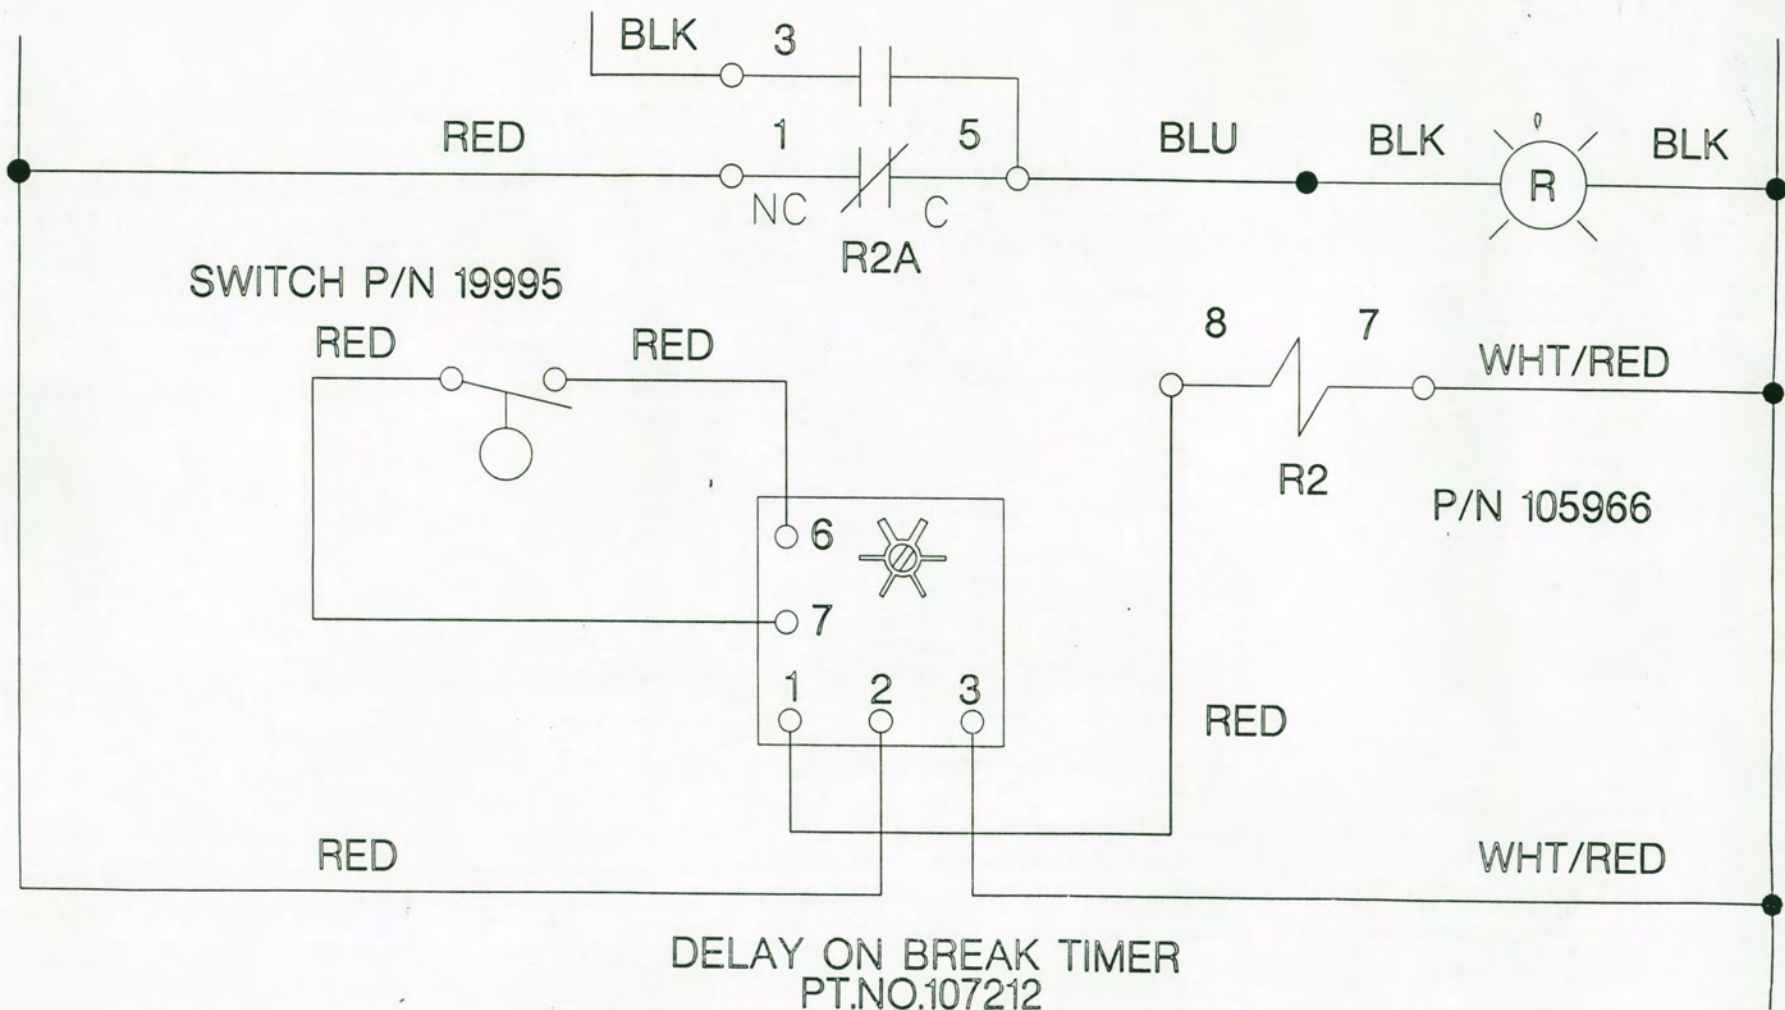 BLK 3
RED 1 5 BLU BLK BLK
R
NC C
R2A
SWITCH P/N 19995
RED RED 8 7 WHT/RED
R2
P/N 105966
6
7
1 2 3
RED
RED WHT/RED
DELAY ON BREAK TIMER
PT.NO.107212